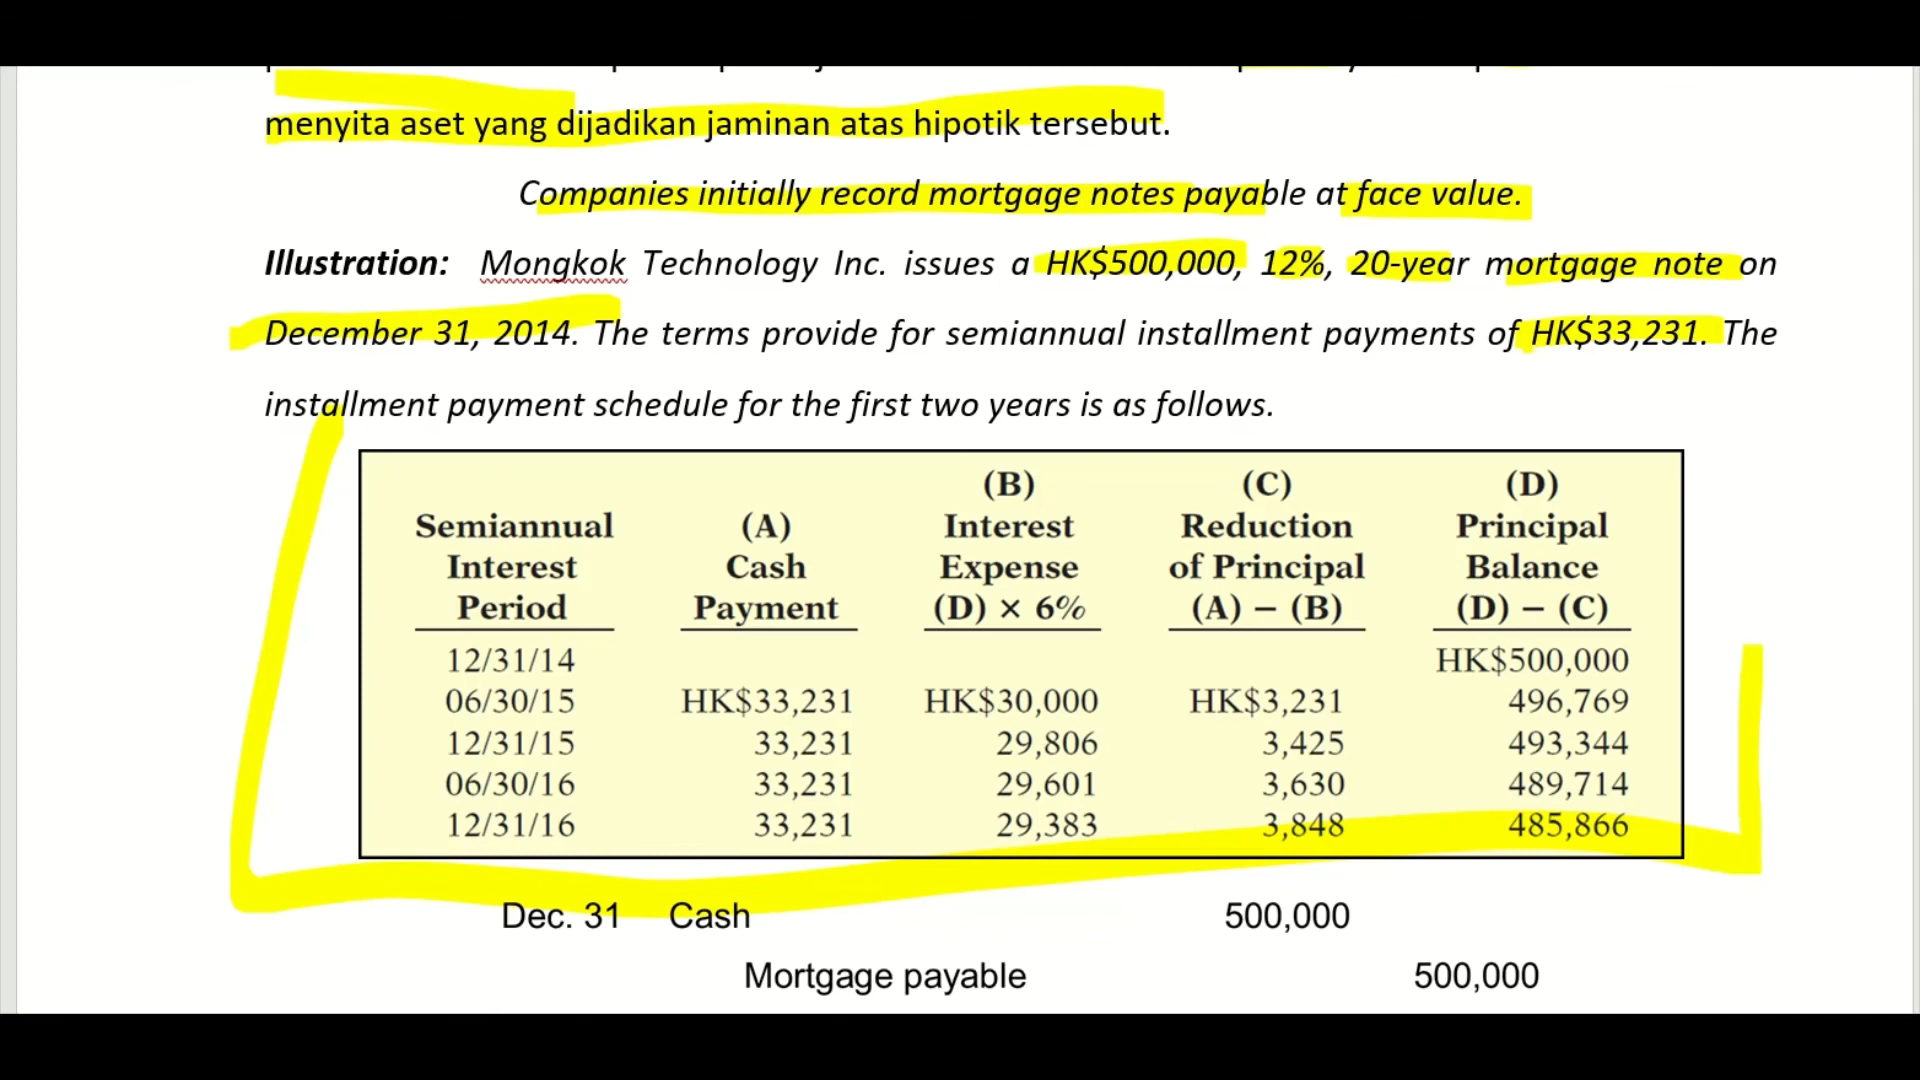 menyita aset yang dijadikan jaminan atas hipotik tersebut.
Companies initially record mortgage notes payable at face value.
Illustration: Mongkok Technology Inc. issues a HK$500,000, 12%, 20-year mortgage note on
December 31, 2014. The terms provide for semiannual installment payments of HK$33,231. The
installment payment schedule for the first two years is as follows.
(B) (C) (D)
Semiannual (A) Interest Reduction Principal
Interest Cash Expense of Principal Balance
Period Payment (D) × 6% (A) – (B) (D) – (C)
12/31/14 HK$500,000
06/30/15 HK$33,231 HK$30,000 HK$3,231 496,769
12/31/15 33,231 29,806 3,425 493,344
06/30/16 33,231 29,601 3,630 489,714
12/31/16 33,231 29,383 3,848 485,866
Dec. 31 Cash 500,000
Mortgage payable 500,000